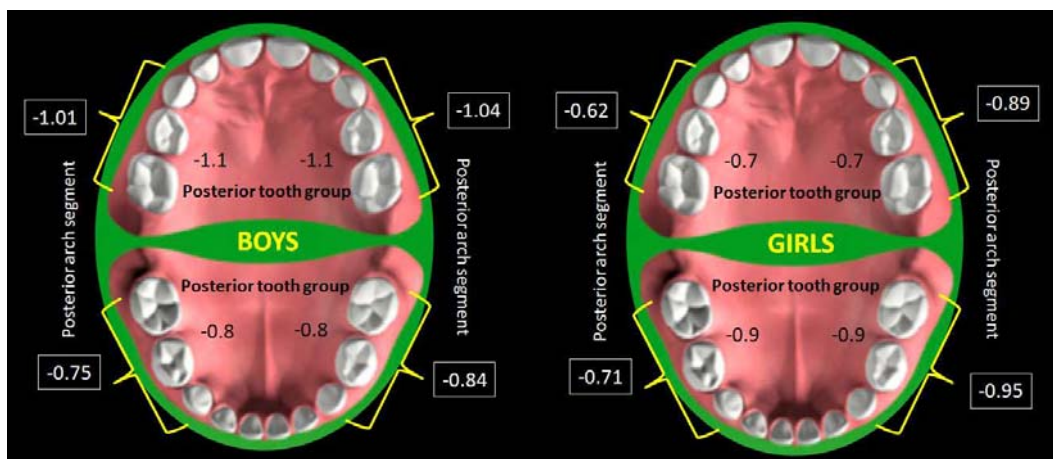 -1.01
-1.04
-1.1
-1.1
Posterior tooth group
Posterior arch segment
Posterior arch segment
BOYS
Posterior tooth group
-0.8
-0.8
-0.75
-0.84
-0.62
-0.89
-0.7
-0.7
Posterior tooth group
Posterior arch segment
Posterior arch segment
GIRLS
Posterior tooth group
-0.9
-0.9
-0.71
-0.95